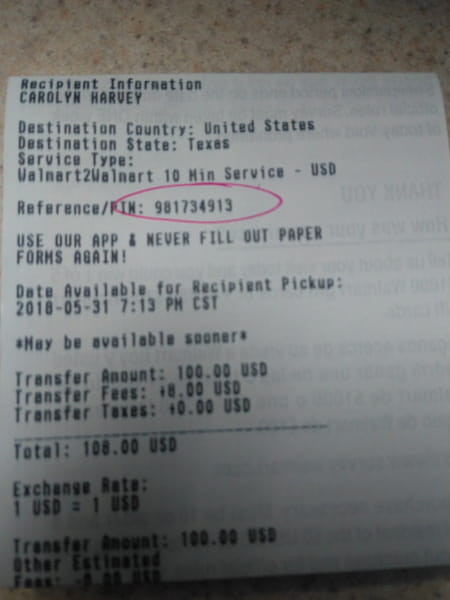 Recipient Information
CAROLYN HARVEY
Destination Country: United States
Destination State: Texas
Service Type:
Walmart2Walmart 10 Min Service - USD
Reference/PIN: 981734913
USE OUR APP & NEVER FILL OUT PAPER
FORMS AGAIN!
Date Available for Recipient Pickup:
2018-05-31 7:13 PM CST
*May be available sooner*
Transfer Amount: 100.00 USD
Transfer Fees: +8.00 USD
Transfer Taxes: +0.00 USD
Total: 108.00 USD
Exchange Rate:
1 USD = 1 USD
Transfer Amount: 100.00 USD
Other Estimated
Fees: -0.00 USD